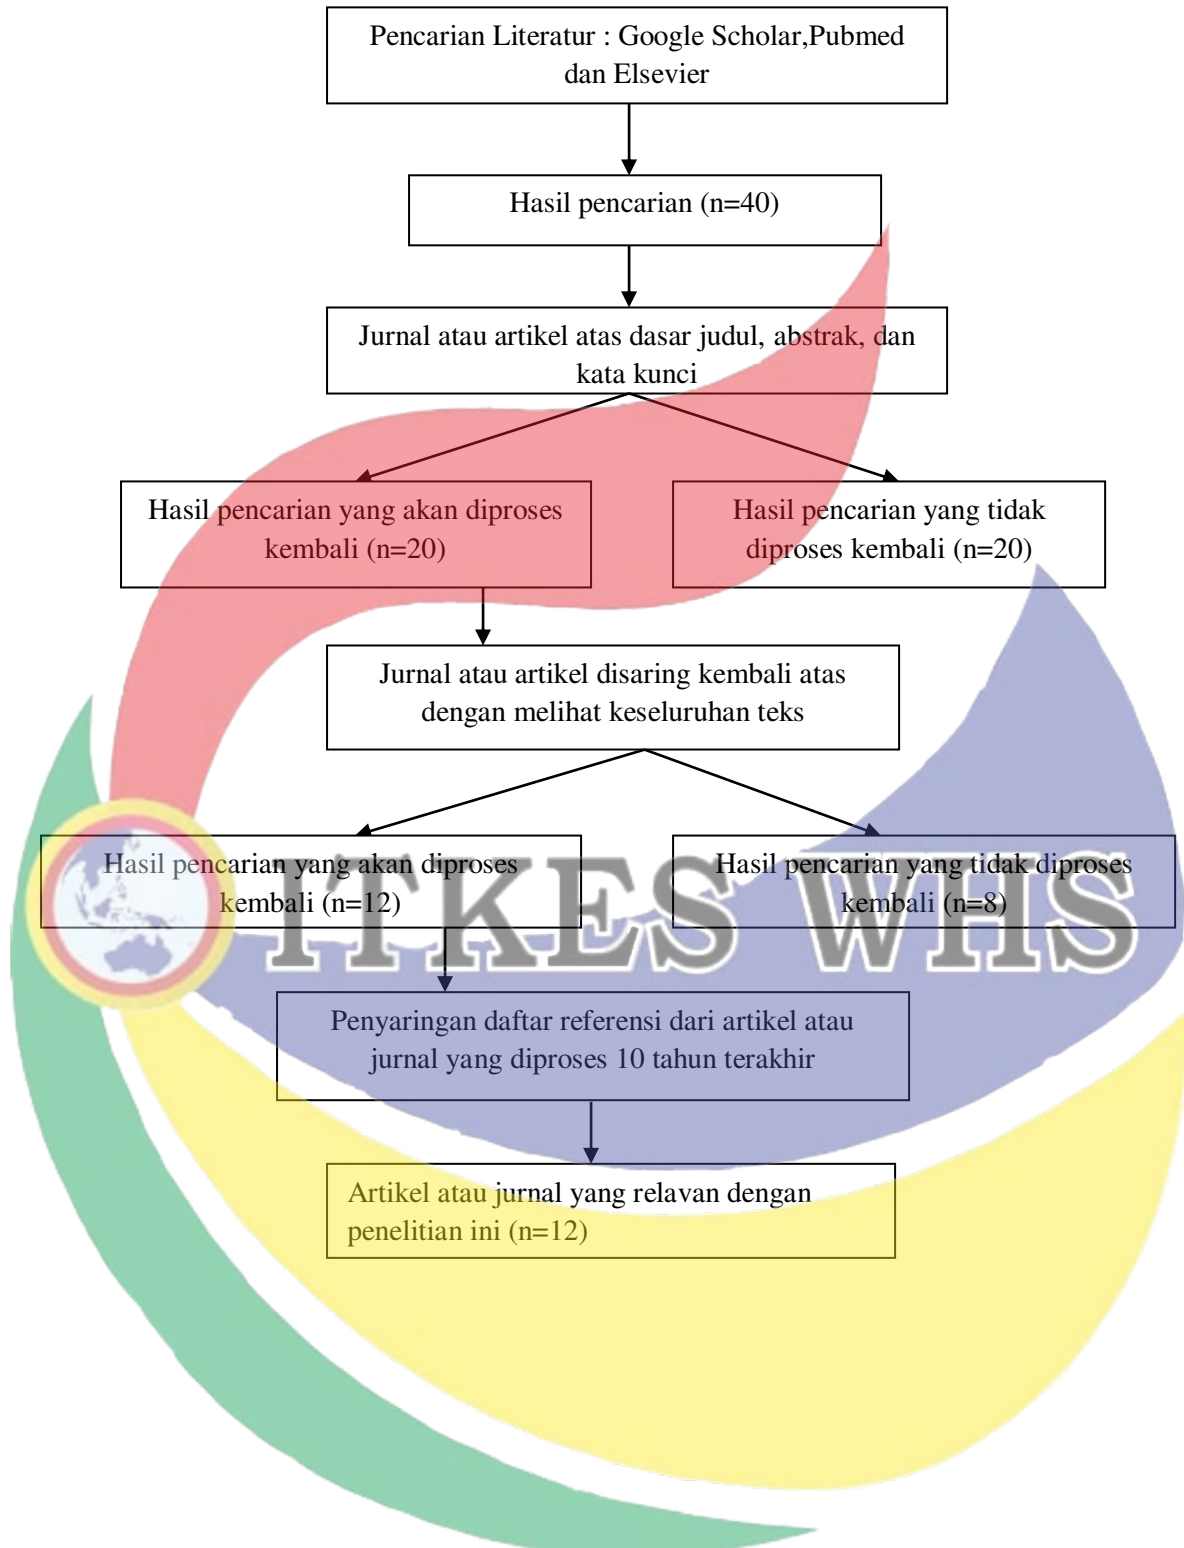 Pencarian Literatur : Google Scholar,Pubmed
dan Elsevier
Hasil pencarian (n=40)
Jurnal atau artikel atas dasar judul, abstrak, dan
kata kunci
Hasil pencarian yang akan diproses
kembali (n=20)
Hasil pencarian yang tidak
diproses kembali (n=20)
Jurnal atau artikel disaring kembali atas
dengan melihat keseluruhan teks
Hasil pencarian yang akan diproses
kembali (n=12)
Hasil pencarian yang tidak diproses
kembali (n=8)
ITKES WHS
Penyaringan daftar referensi dari artikel atau
jurnal yang diproses 10 tahun terakhir
Artikel atau jurnal yang relavan dengan
penelitian ini (n=12)